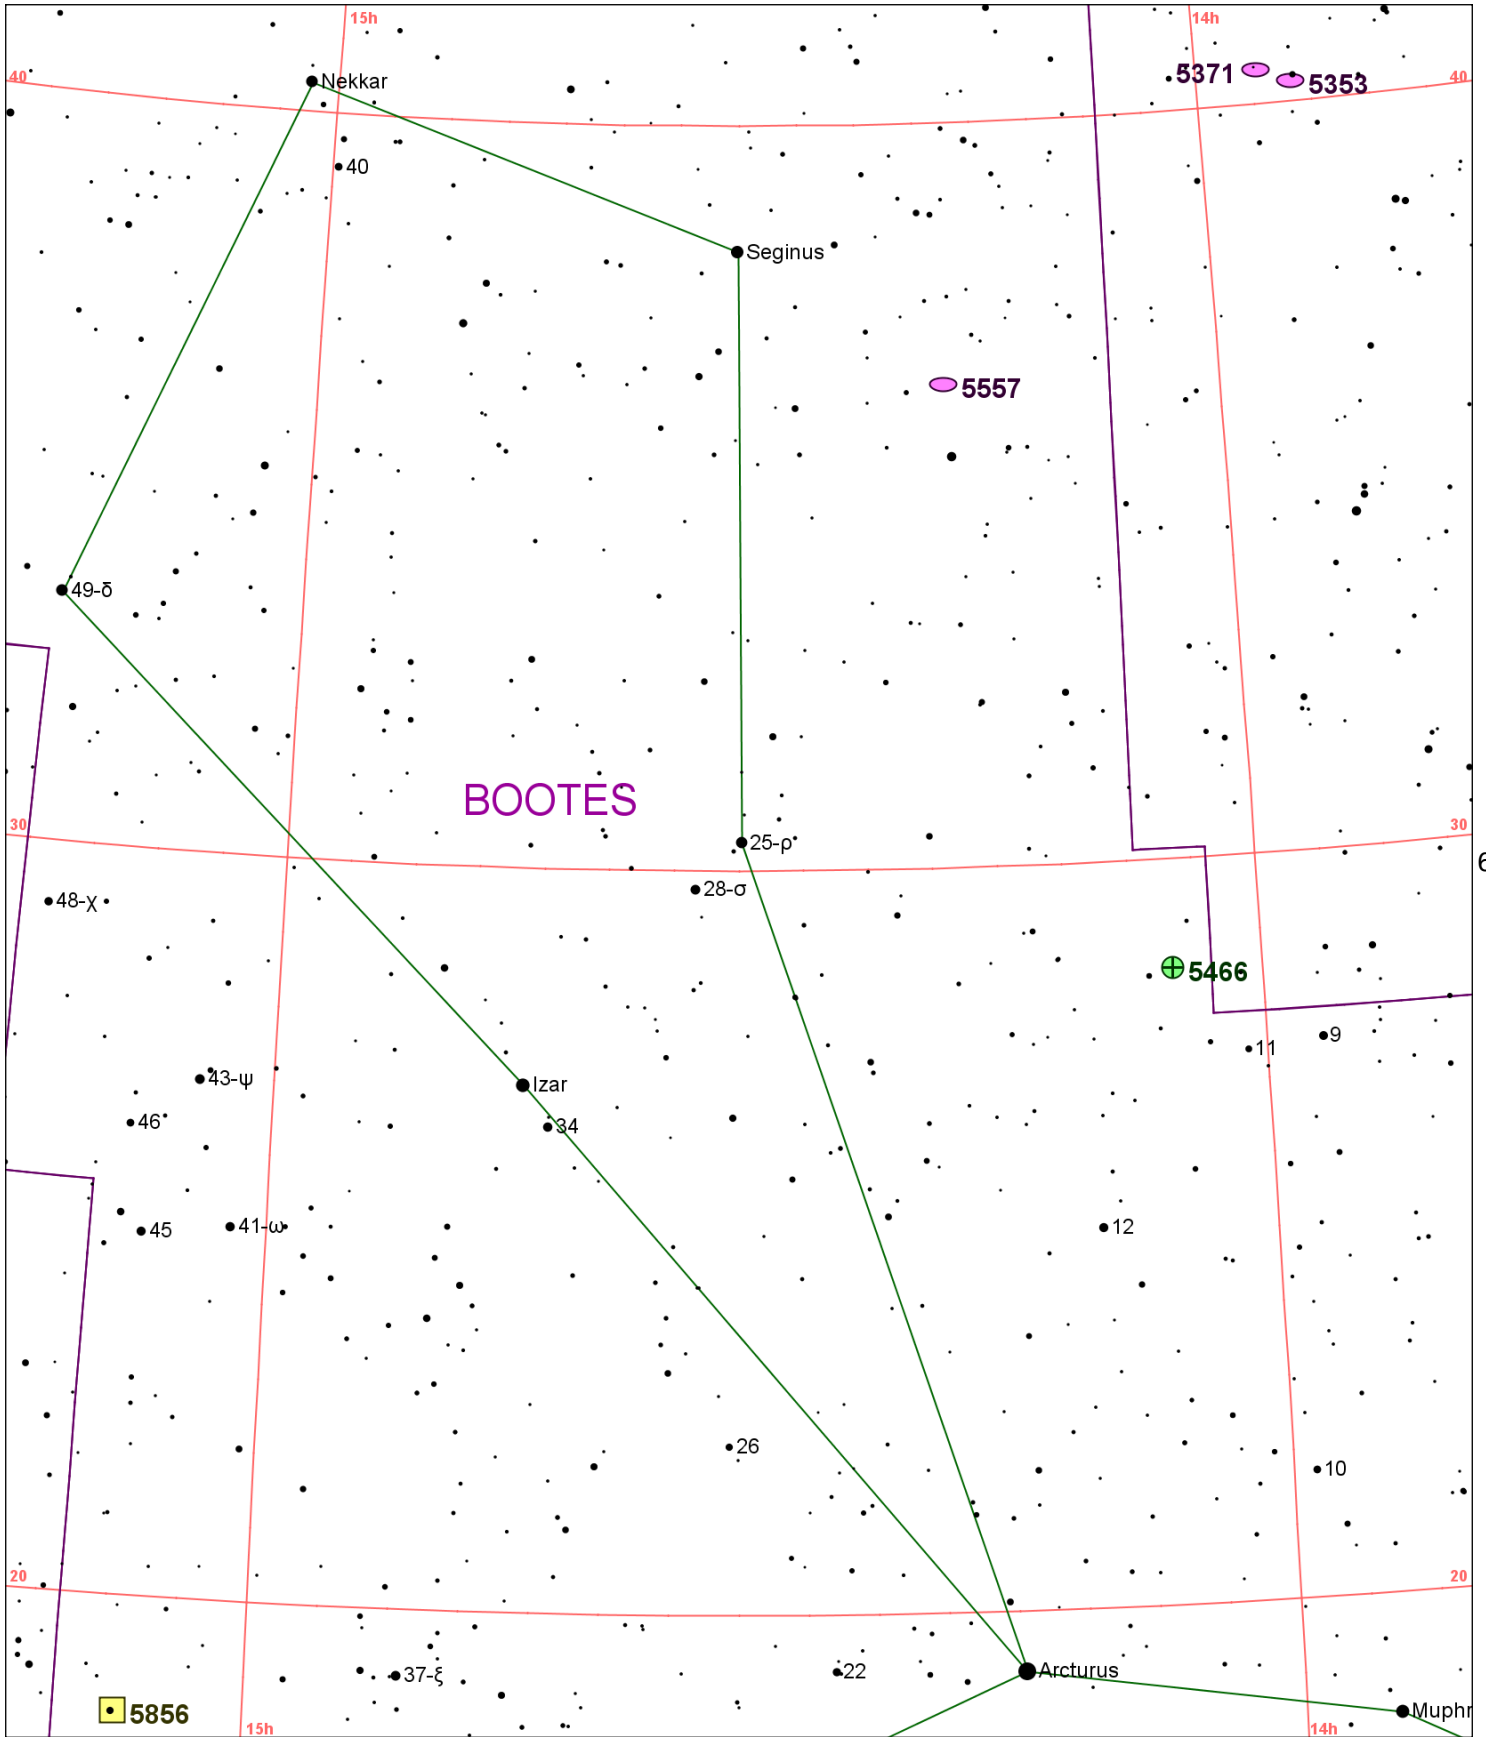 15h
14h
40
5371
5353
40
Nekkar
40
Seginus
5557
49-δ
BOOTES
30
30
25-ρ
6
28-σ
48-χ
5466
9
11
43-ψ
Izar
46
34
45
41-ω
12
26
10
20
20
37-ξ
22
Arcturus
5856
Muphr
15h
14h